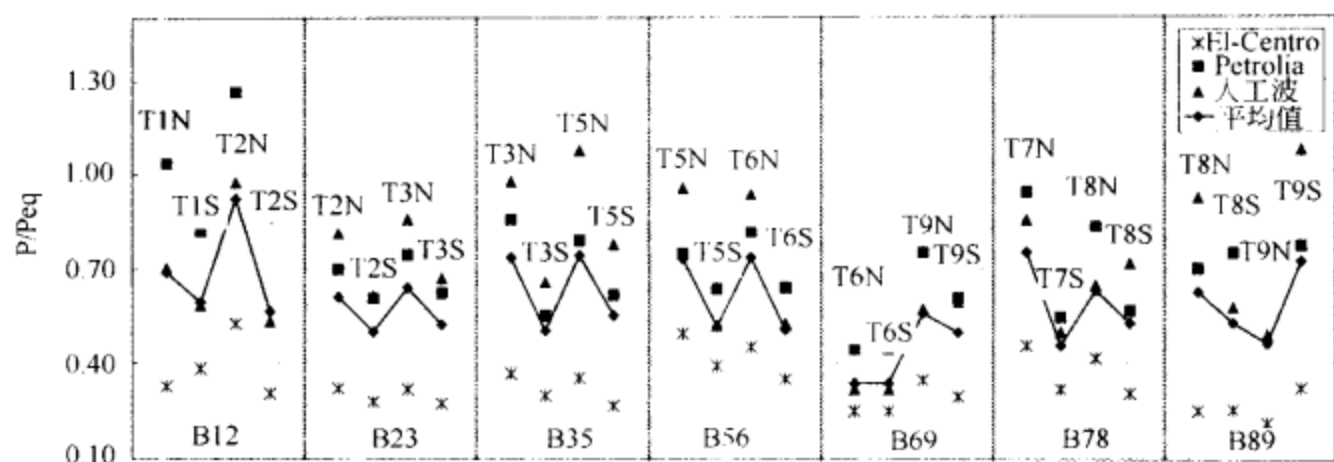 El-Centro
Petrolia
人工波
平均值
1.30
1.00
0.70
0.40
0.10
P/Peq
T1N
T1S
T2N
T2S
B12
T2N
T2S
T3N
T3S
B23
T3N
T3S
T5N
T5S
B35
T5N
T5S
T6N
T6S
B56
T6N
T6S
T9N
T9S
B69
T7N
T7S
T8N
T8S
B78
T8N
T8S
T9N
T9S
B89